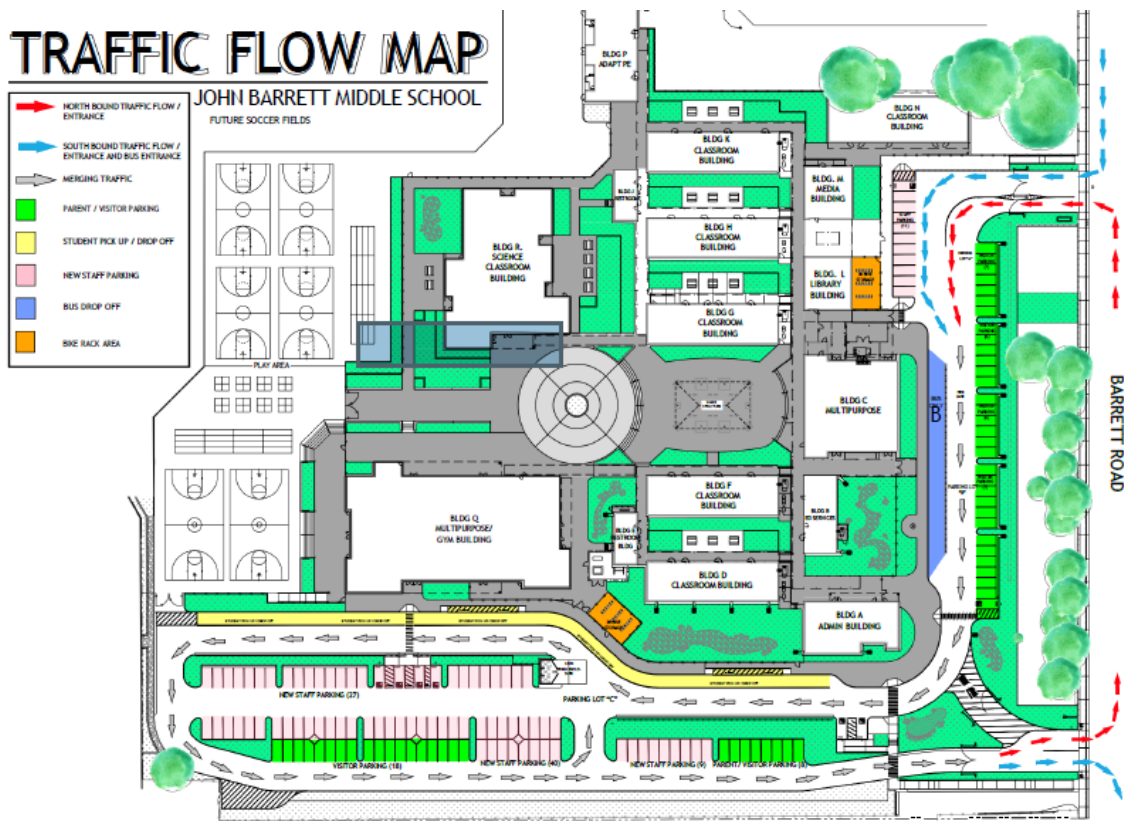 TRAFFIC FLOW MAP
JOHN BARRETT MIDDLE SCHOOL
FUTURE SOCCER FIELDS
NORTH BOUND TRAFFIC FLOW /
ENTRANCE
SOUTH BOUND TRAFFIC FLOW /
ENTRANCE AND BUS ENTRANCE
MERGING TRAFFIC
PARENT / VISITOR PARKING
STUDENT PICK UP / DROP OFF
NEW STAFF PARKING
BUS DROP OFF
BIKE RACK AREA
BLDG P
ADAPT PE
BLDG N
CLASSROOM
BUILDING
BLDG K
CLASSROOM
BUILDING
BLDG. M
MEDIA
BUILDING
BLDG J
RESTROOM
BLDG R.
SCIENCE
CLASSROOM
BUILDING
BLDG H
CLASSROOM
BUILDING
BLDG. L
LIBRARY
BUILDING
BLDG G
CLASSROOM
BUILDING
PLAY AREA
BLDG C
MULTIPURPOSE
BUS
B
BARRETT ROAD
BLDG Q
MULTIPURPOSE/
GYM BUILDING
BLDG F
CLASSROOM
BUILDING
RESTROOM
BLDG
BLDG D
CLASSROOM BUILDING
BLDG A
ADMIN BUILDING
NEW STAFF PARKING (27)
PARKING LOT "C"
VISITOR PARKING (18)
NEW STAFF PARKING (40)
NEW STAFF PARKING (9)
PARENT/ VISITOR PARKING (8)